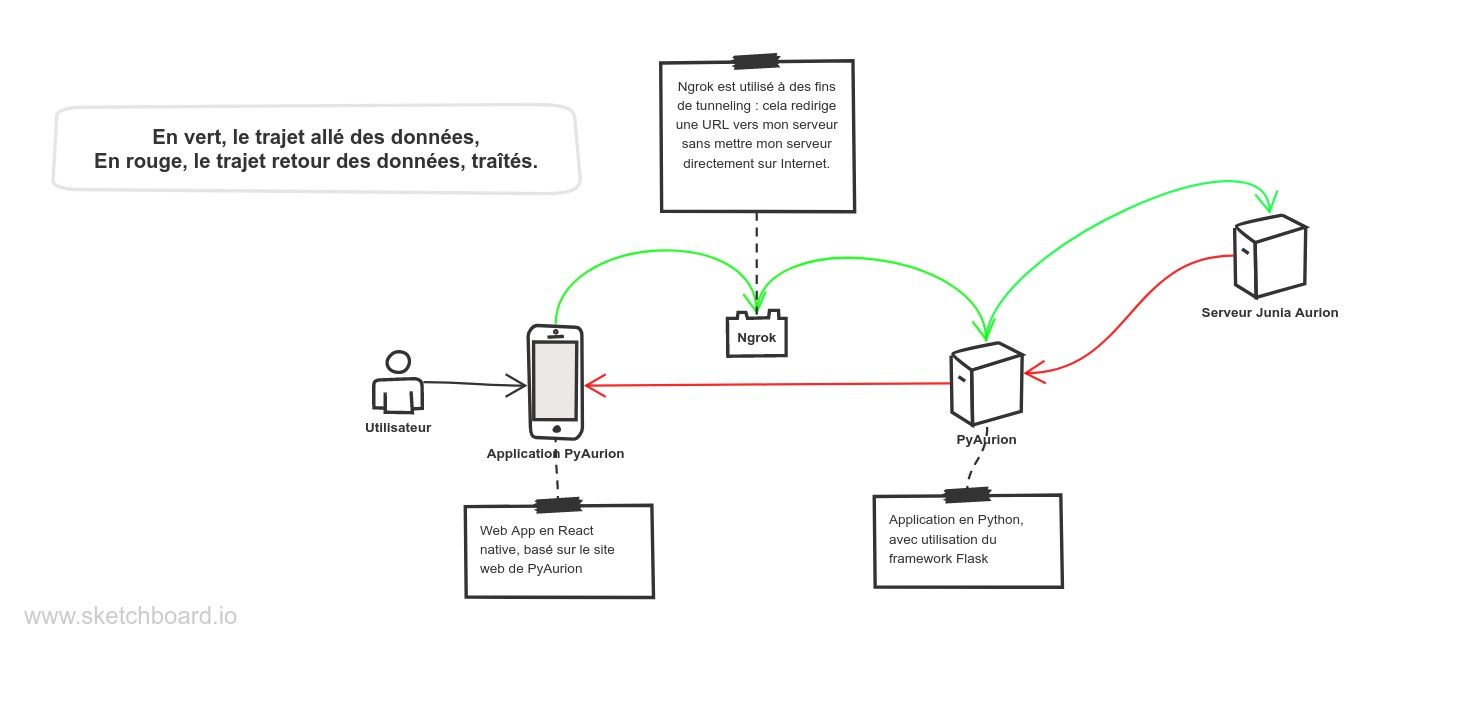 Ngrok est utilisé à des fins
de tunneling : cela redirige
une URL vers mon serveur
sans mettre mon serveur
directement sur Internet.
En vert, le trajet allé des données,
En rouge, le trajet retour des données, traîtés.
Serveur Junia Aurion
Ngrok
Utilisateur
PyAurion
Application PyAurion
Web App en React
native, basé sur le site
web de PyAurion
Application en Python,
avec utilisation du
framework Flask
www.sketchboard.io